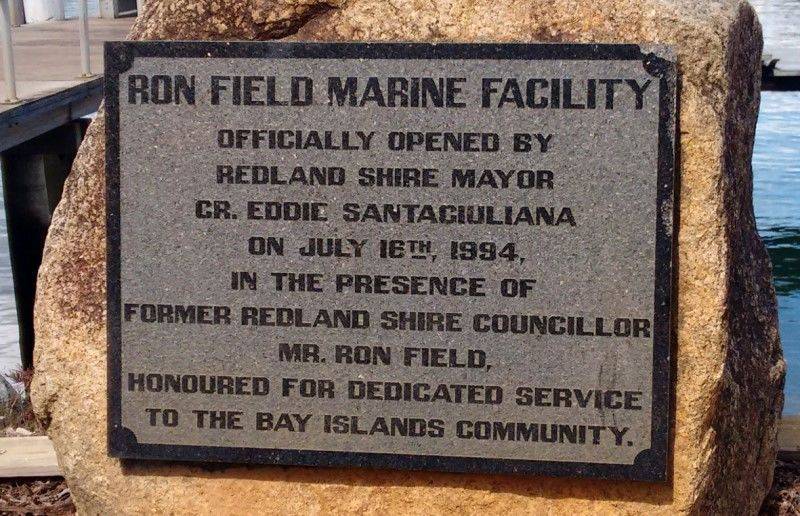 RON FIELD MARINE FACILITY
OFFICIALLY OPENED BY
REDLAND SHIRE MAYOR
CR. EDDIE SANTAGIULIANA
ON JULY 16TH, 1994,
IN THE PRESENCE OF
FORMER REDLAND SHIRE COUNCILLOR
MR. RON FIELD,
HONOURED FOR DEDICATED SERVICE
TO THE BAY ISLANDS COMMUNITY.